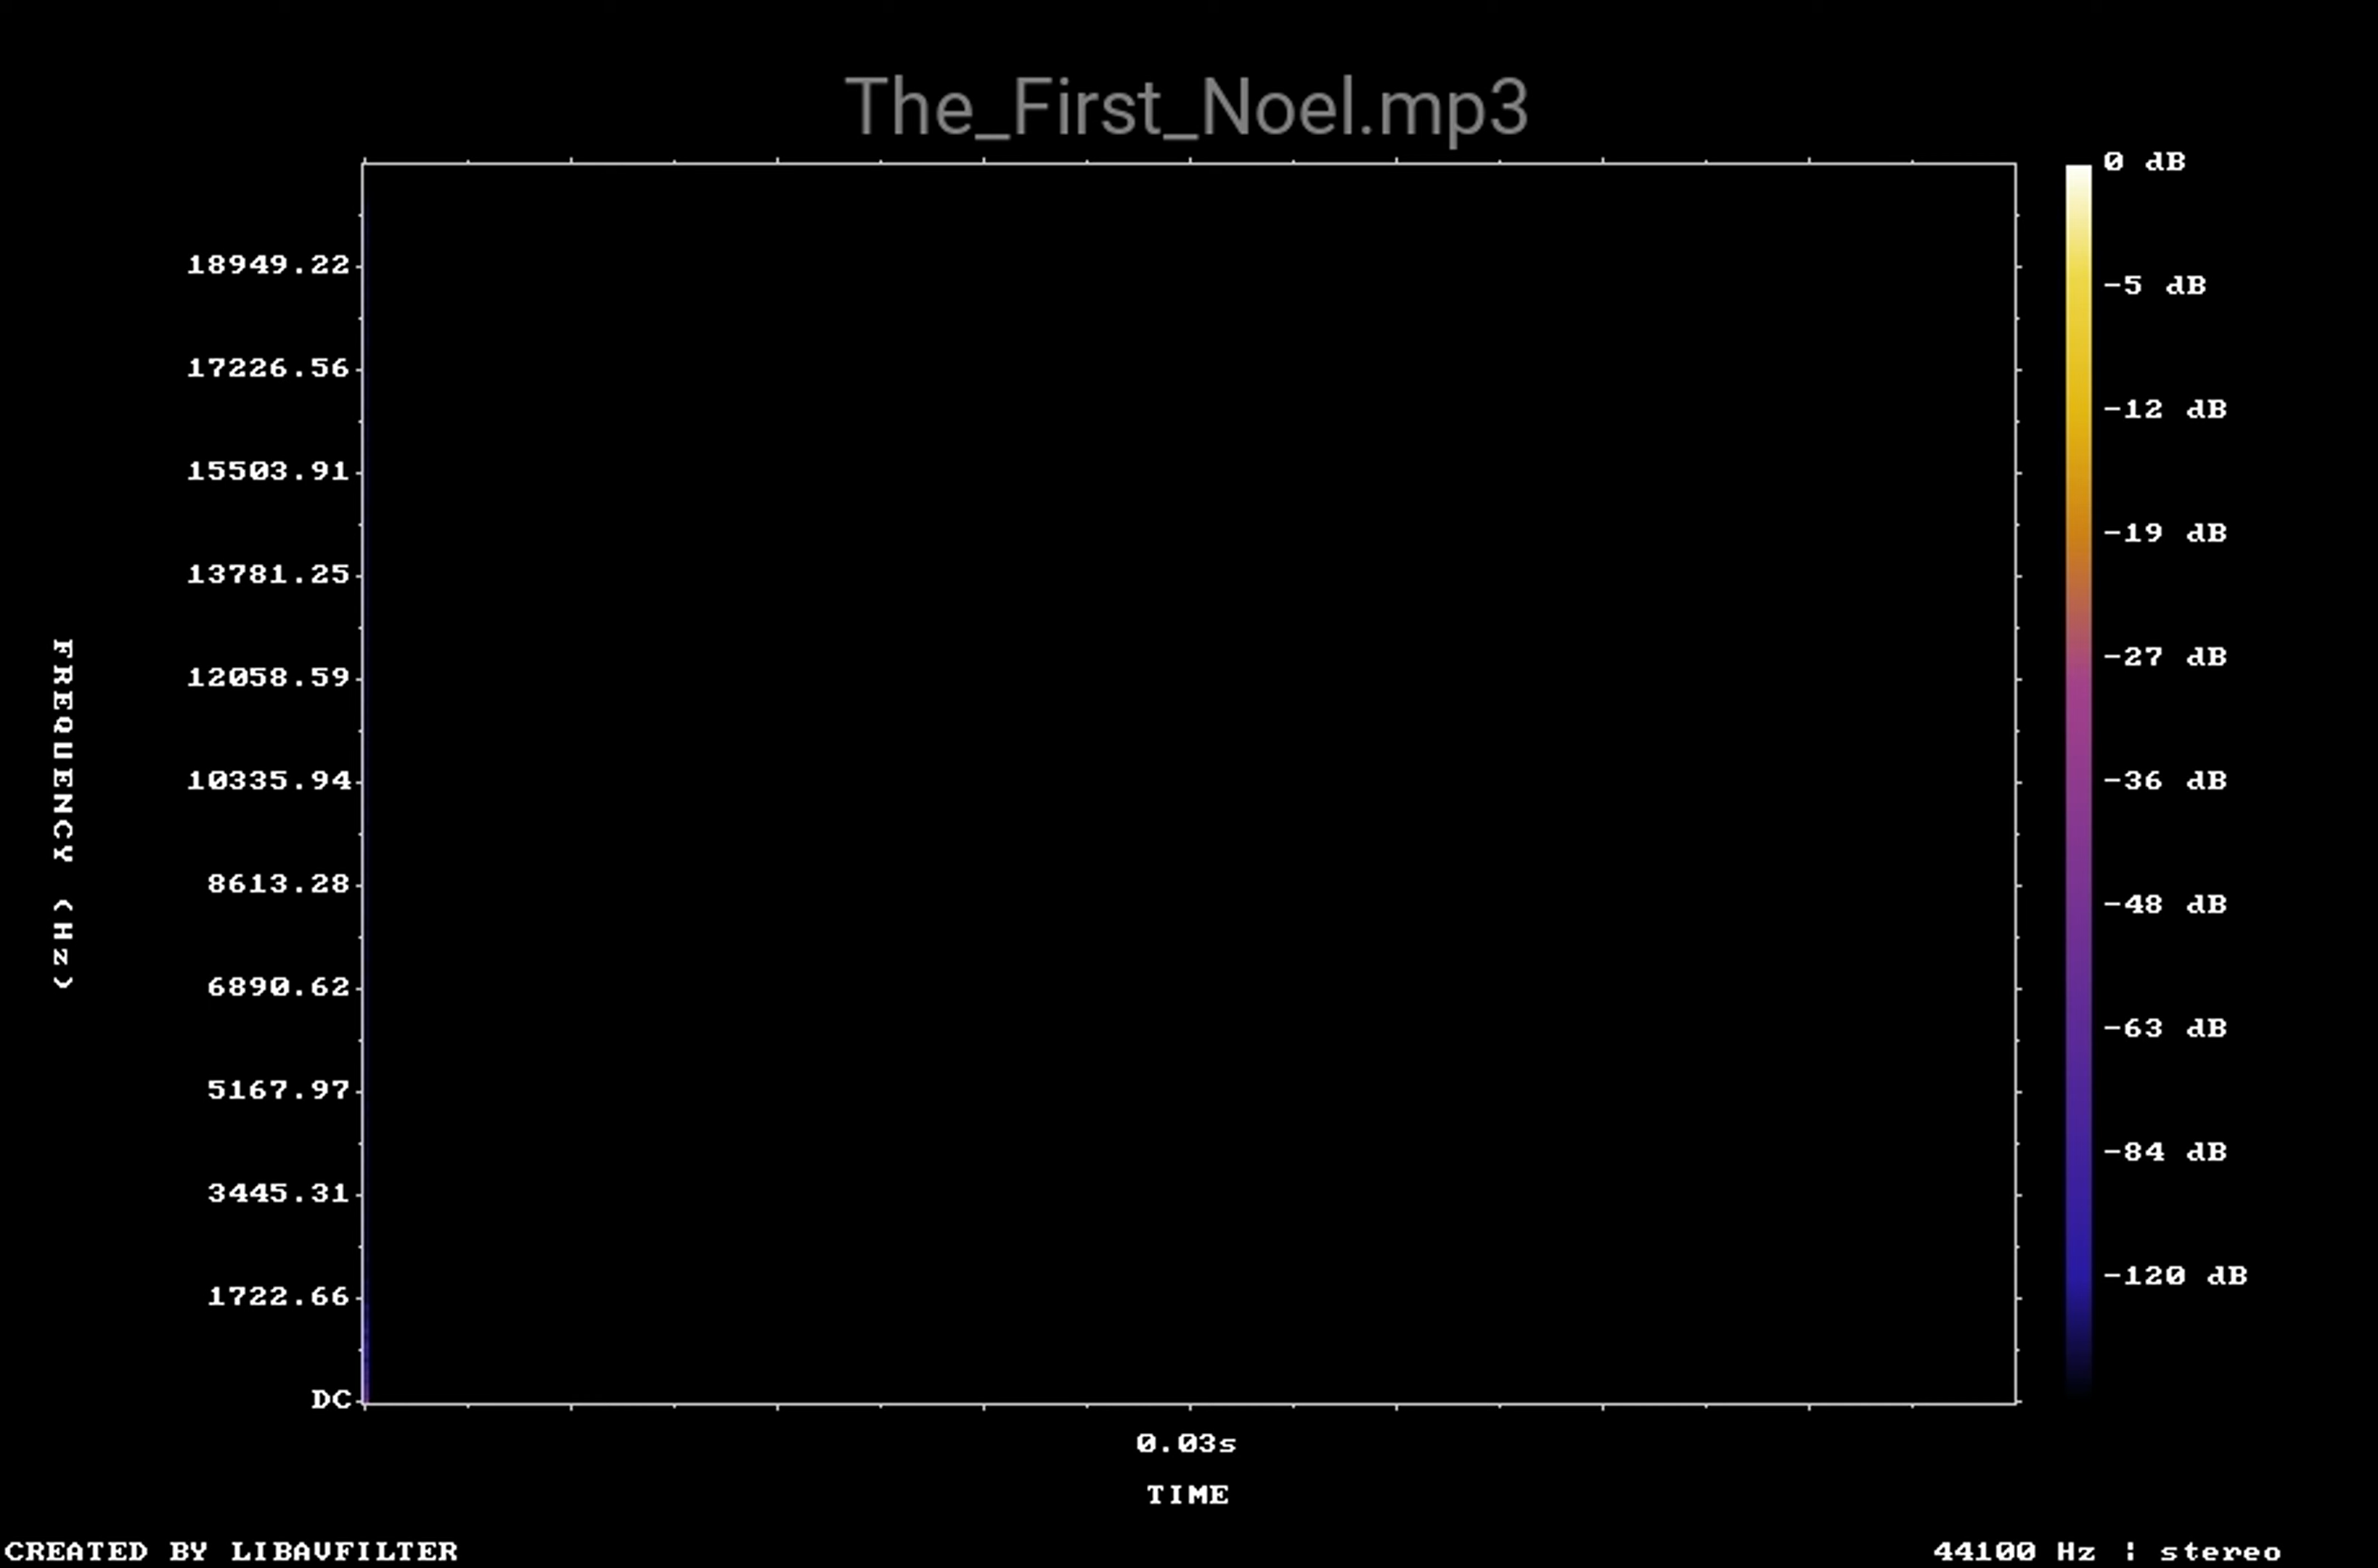 The_First_Noel.mp3
0 dB
18949.22
-5 dB
17226.56
-12 dB
15503.91
-19 dB
13781.25
-27 dB
12058.59
-36 dB
10335.94
8613.28
-48 dB
6890.62
-63 dB
5167.97
-84 dB
3445.31
-120 dB
1722.66
DC
FREQUENCY (Hz)
0.03s
TIME
CREATED BY LIBAVFILTER
44100 Hz | stereo